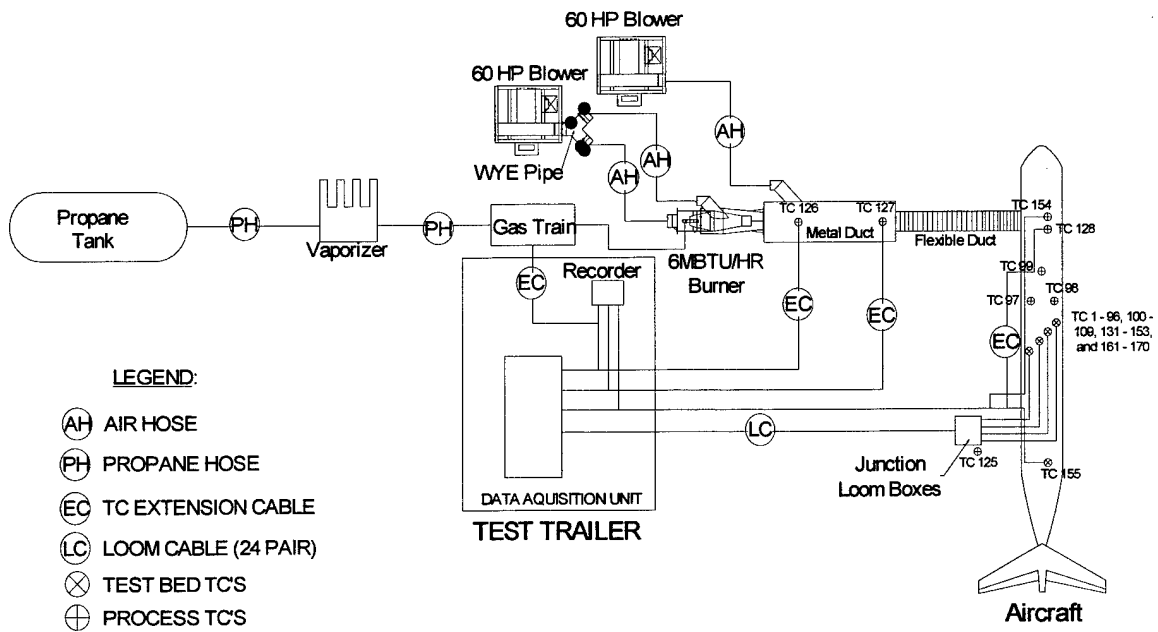 60 HP Blower
60 HP Blower
AH
AH
AH
WYE Pipe
Propane
Tank
PH
Vaporizer
PH
Gas Train
6MBTU/HR
Burner
TC 126
TC 127
Metal Duct
Flexible Duct
TC 154
TC 128
TC 99
TC 97
TC 98
TC 1 - 96, 100 -
109, 131 - 153,
and 161 - 170
EC
Recorder
EC
EC
EC
LC
Junction
Loom Boxes
TC 125
TC 155
DATA AQUISITION UNIT
TEST TRAILER
Aircraft
LEGEND:
AH AIR HOSE
PH PROPANE HOSE
EC TC EXTENSION CABLE
LC LOOM CABLE (24 PAIR)
TEST BED TC'S
PROCESS TC'S